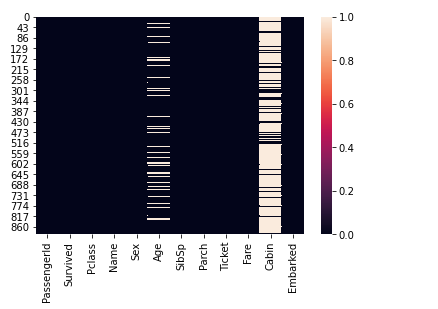 0
43
86
129
172
215
258
301
344
387
430
473
516
559
602
645
688
731
774
817
860
1.0
0.8
0.6
0.4
0.2
0.0
PassengerId
Survived
Pclass
Name
Sex
Age
SibSp
Parch
Ticket
Fare
Cabin
Embarked